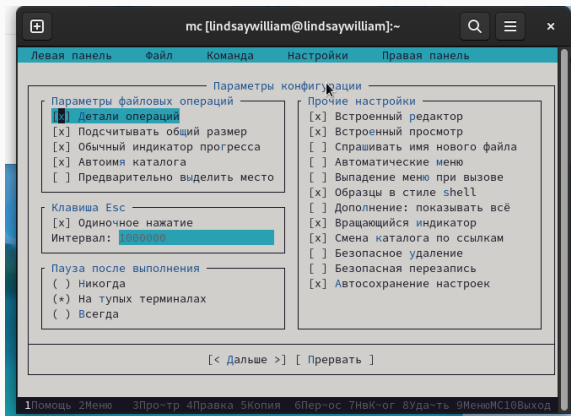 mc [lindsaywilliam@lindsaywilliam]:~
Левая панель Файл Команда Настройки Правая панель
Параметры конфигурации
Параметры файловых операций
[x] Детали операций
[x] Подсчитывать общий размер
[x] Обычный индикатор прогресса
[x] Автоимя каталога
[ ] Предварительно выделить место
Клавиша Esc
[x] Одиночное нажатие
Интервал: 1000000
Пауза после выполнения
( ) Никогда
(*) На тупых терминалах
( ) Всегда
Прочие настройки
[x] Встроенный редактор
[x] Встроенный просмотр
[ ] Спрашивать имя нового файла
[ ] Автоматические меню
[ ] Выпадение меню при вызове
[x] Образцы в стиле shell
[ ] Дополнение: показывать всё
[x] Вращающийся индикатор
[x] Смена каталога по ссылкам
[ ] Безопасное удаление
[ ] Безопасная перезапись
[x] Автосохранение настроек
[< Дальше >] [ Прервать ]
1Помощь 2Меню 3Про~тр 4Правка 5Копия 6Пер~ос 7НвК~ог 8Уда~ть 9МенюMC10Выход